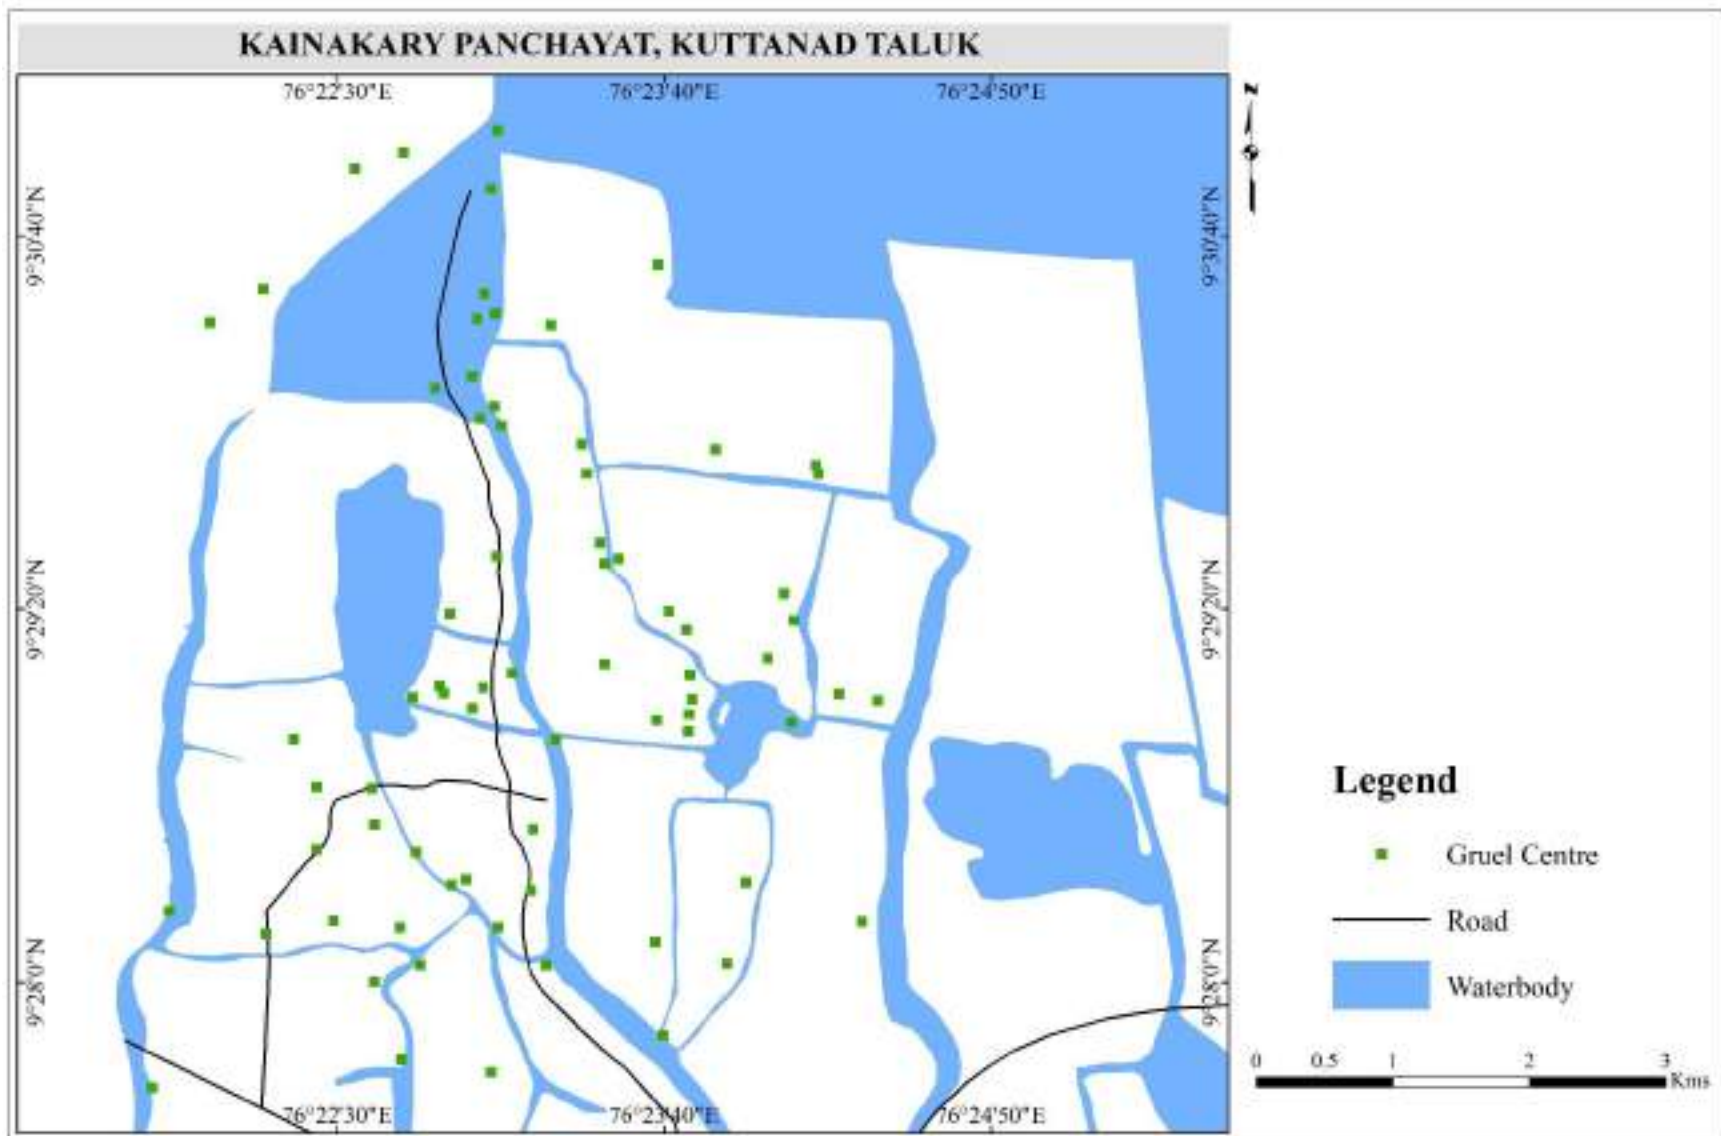 KAINAKARY PANCHAYAT, KUTTANAD TALUK
76°22'30"E 76°23'40"E 76°24'50"E
N
9°30'40"N 9°30'40"N
9°29'20"N 9°29'20"N
Legend
Gruel Centre
Road
9°28'0"N 9°28'0"N
Waterbody
0 0.5 1 2 3
Kms
76°22'30"E 76°23'40"E 76°24'50"E